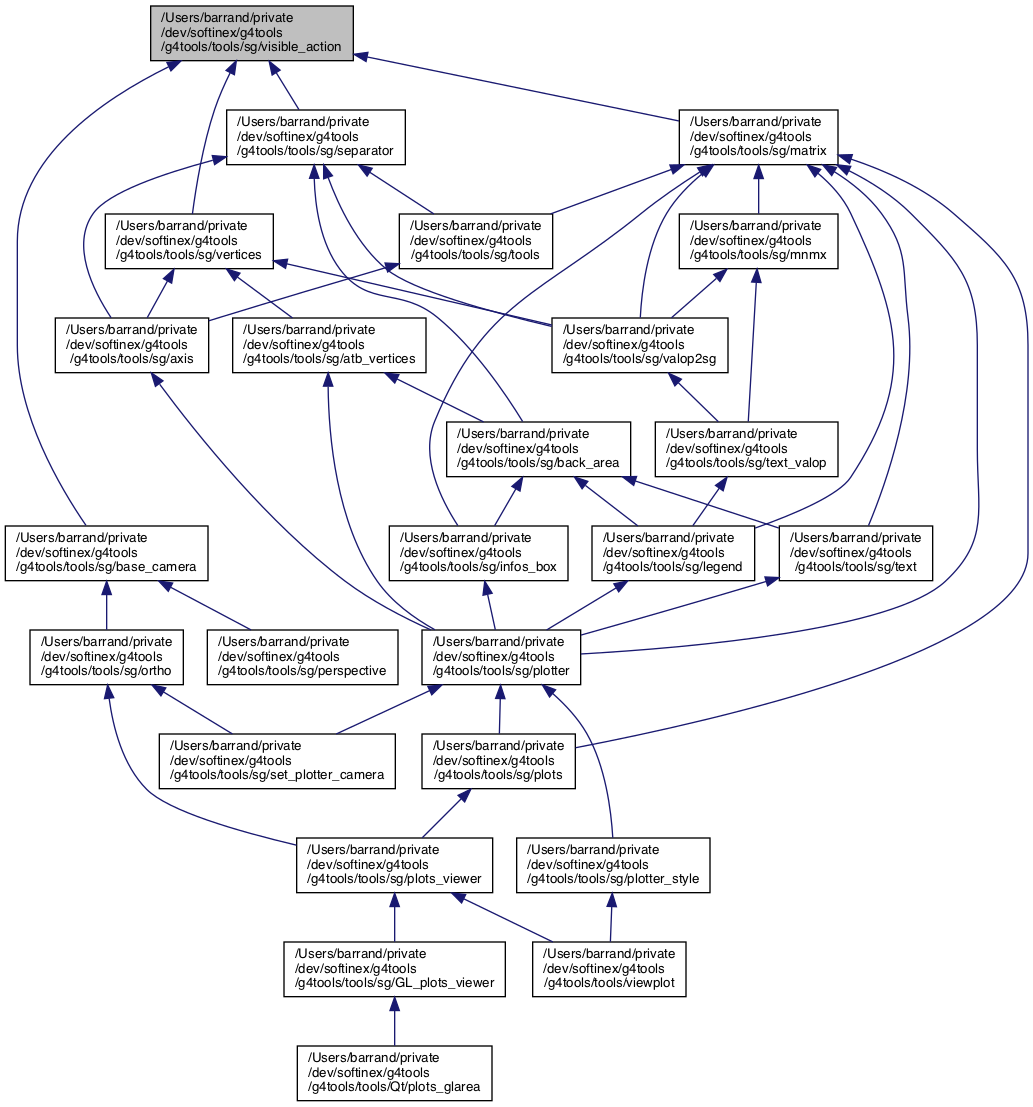 /Users/barrand/private
/dev/softinex/g4tools
/g4tools/tools/sg/visible_action
/Users/barrand/private
/dev/softinex/g4tools
/g4tools/tools/sg/separator
/Users/barrand/private
/dev/softinex/g4tools
/g4tools/tools/sg/matrix
/Users/barrand/private
/dev/softinex/g4tools
/g4tools/tools/sg/vertices
/Users/barrand/private
/dev/softinex/g4tools
/g4tools/tools/sg/tools
/Users/barrand/private
/dev/softinex/g4tools
/g4tools/tools/sg/mnmx
/Users/barrand/private
/dev/softinex/g4tools
/g4tools/tools/sg/axis
/Users/barrand/private
/dev/softinex/g4tools
/g4tools/tools/sg/atb_vertices
/Users/barrand/private
/dev/softinex/g4tools
/g4tools/tools/sg/valop2sg
/Users/barrand/private
/dev/softinex/g4tools
/g4tools/tools/sg/back_area
/Users/barrand/private
/dev/softinex/g4tools
/g4tools/tools/sg/text_valop
/Users/barrand/private
/dev/softinex/g4tools
/g4tools/tools/sg/base_camera
/Users/barrand/private
/dev/softinex/g4tools
/g4tools/tools/sg/infos_box
/Users/barrand/private
/dev/softinex/g4tools
/g4tools/tools/sg/legend
/Users/barrand/private
/dev/softinex/g4tools
/g4tools/tools/sg/text
/Users/barrand/private
/dev/softinex/g4tools
/g4tools/tools/sg/ortho
/Users/barrand/private
/dev/softinex/g4tools
/g4tools/tools/sg/perspective
/Users/barrand/private
/dev/softinex/g4tools
/g4tools/tools/sg/plotter
/Users/barrand/private
/dev/softinex/g4tools
/g4tools/tools/sg/set_plotter_camera
/Users/barrand/private
/dev/softinex/g4tools
/g4tools/tools/sg/plots
/Users/barrand/private
/dev/softinex/g4tools
/g4tools/tools/sg/plots_viewer
/Users/barrand/private
/dev/softinex/g4tools
/g4tools/tools/sg/plotter_style
/Users/barrand/private
/dev/softinex/g4tools
/g4tools/tools/sg/GL_plots_viewer
/Users/barrand/private
/dev/softinex/g4tools
/g4tools/tools/viewplot
/Users/barrand/private
/dev/softinex/g4tools
/g4tools/tools/Qt/plots_glarea